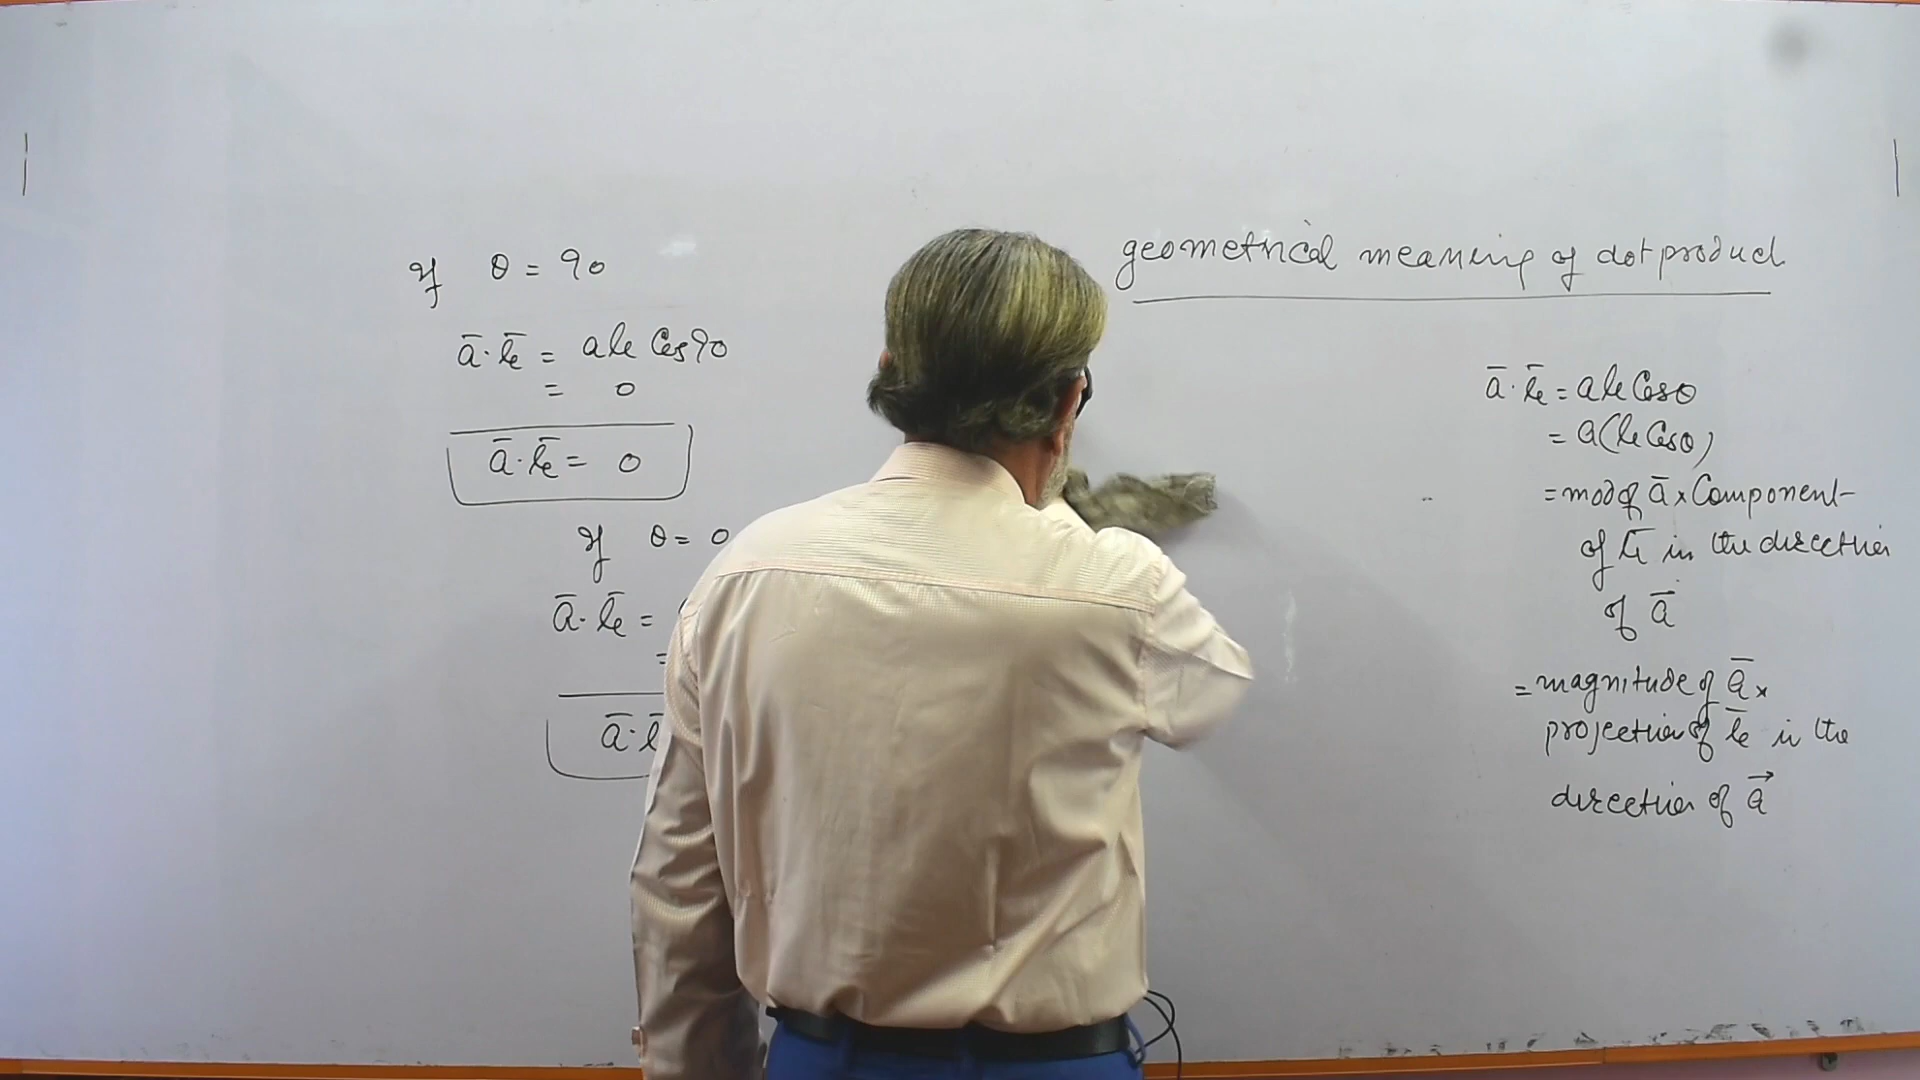 If θ = 90
a̅·b̅ = ab Cos90
= 0
a̅·b̅ = 0
If θ = 0
a̅·b̅ =
=
a̅·b̅
geometrical meaning of dot product
a̅·b̅ = ab Cosθ
= a(b Cosθ)
= mod of a̅ × Component
of b̅ in the direction
of a̅
= magnitude of a̅ ×
projection of b̅ in the
direction of a⃗